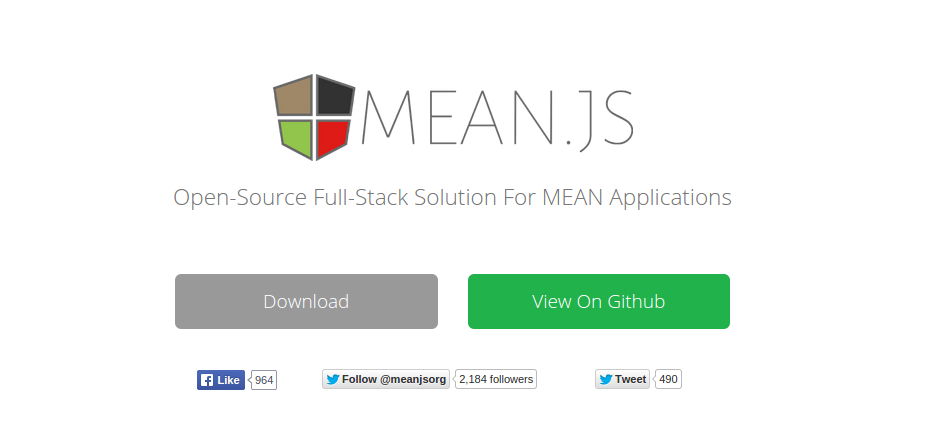 MEAN.JS
Open-Source Full-Stack Solution For MEAN Applications
Download View On Github
Like 964 Follow @meanjsorg 2,184 followers Tweet 490